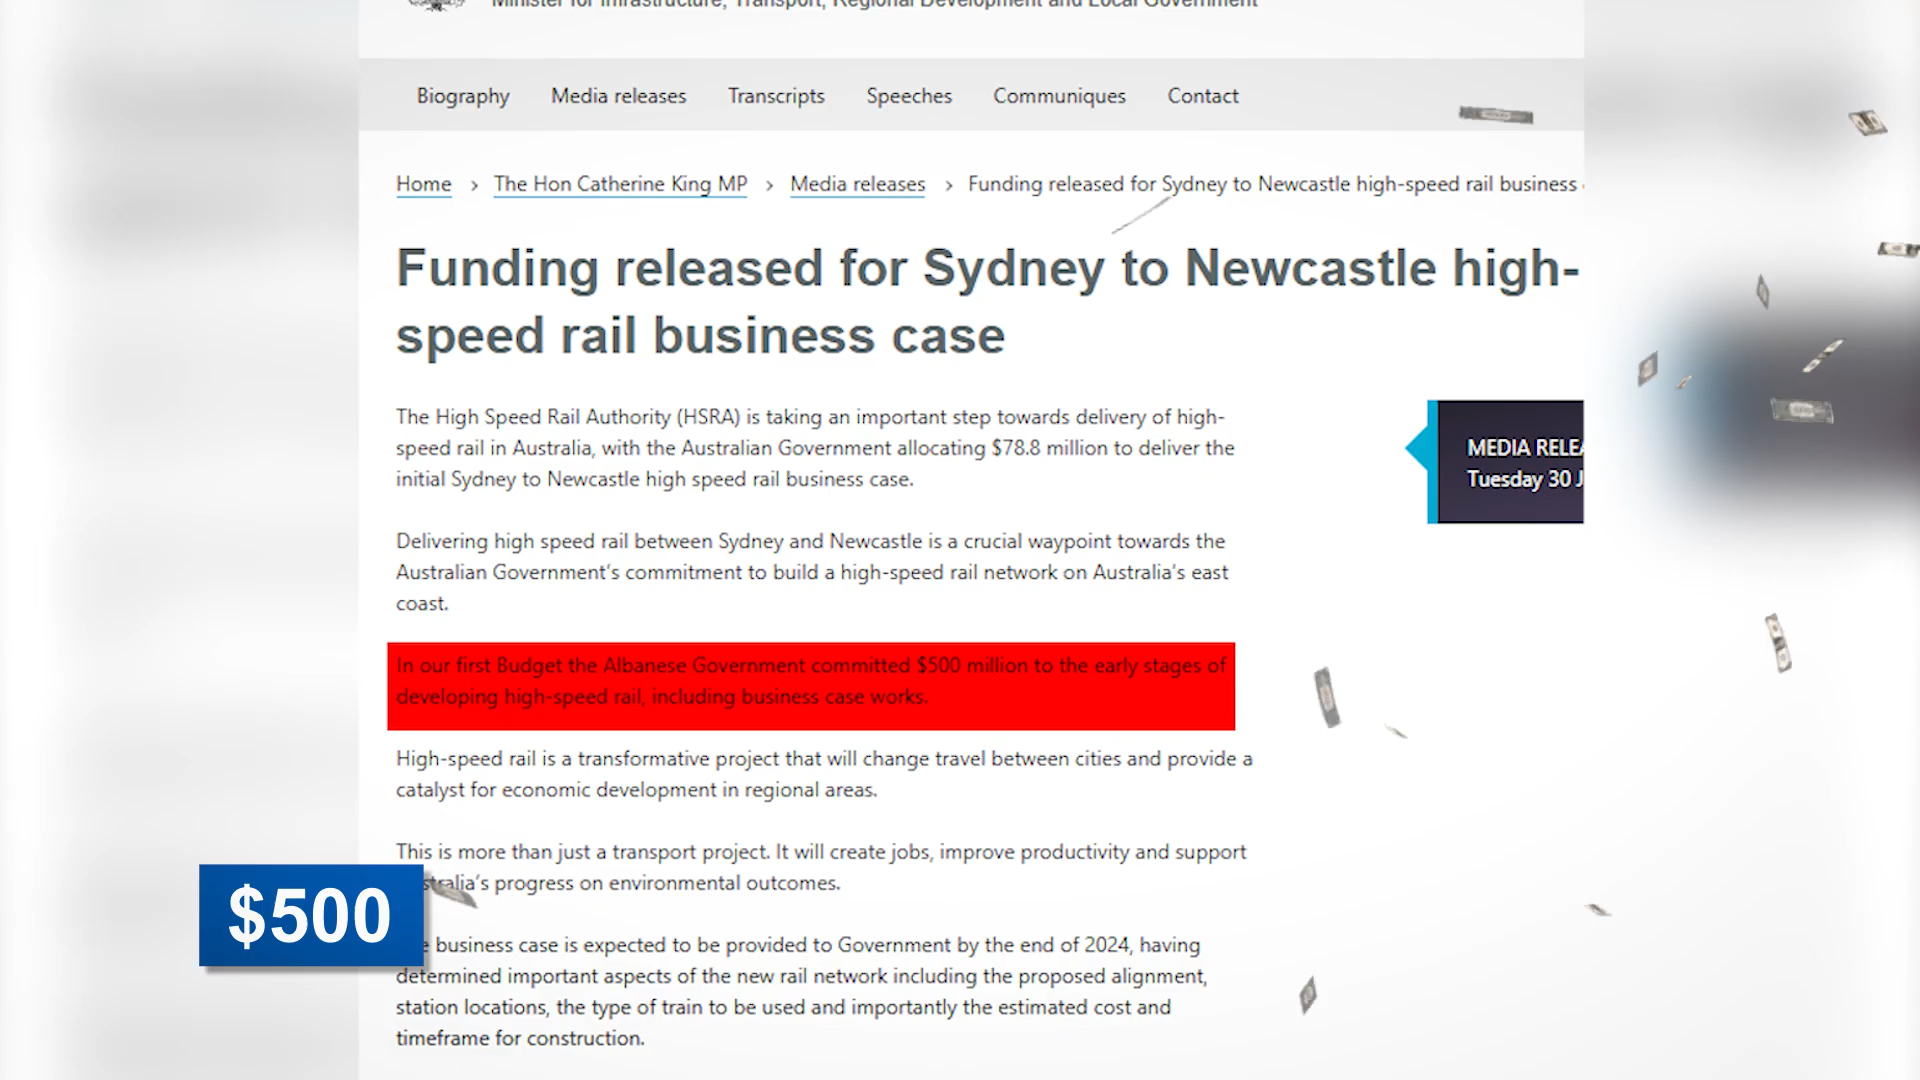 Minister for Infrastructure, Transport, Regional Development and Local Government
Biography Media releases Transcripts Speeches Communiques Contact
Home > The Hon Catherine King MP > Media releases > Funding released for Sydney to Newcastle high-speed rail business
Funding released for Sydney to Newcastle high-
speed rail business case
The High Speed Rail Authority (HSRA) is taking an important step towards delivery of high-
speed rail in Australia, with the Australian Government allocating $78.8 million to deliver the
initial Sydney to Newcastle high speed rail business case.
MEDIA RELEA
Tuesday 30 J
Delivering high speed rail between Sydney and Newcastle is a crucial waypoint towards the
Australian Government's commitment to build a high-speed rail network on Australia's east
coast.
In our first Budget the Albanese Government committed $500 million to the early stages of
developing high-speed rail, including business case works.
High-speed rail is a transformative project that will change travel between cities and provide a
catalyst for economic development in regional areas.
This is more than just a transport project. It will create jobs, improve productivity and support
stralia's progress on environmental outcomes.
$500
e business case is expected to be provided to Government by the end of 2024, having
determined important aspects of the new rail network including the proposed alignment,
station locations, the type of train to be used and importantly the estimated cost and
timeframe for construction.